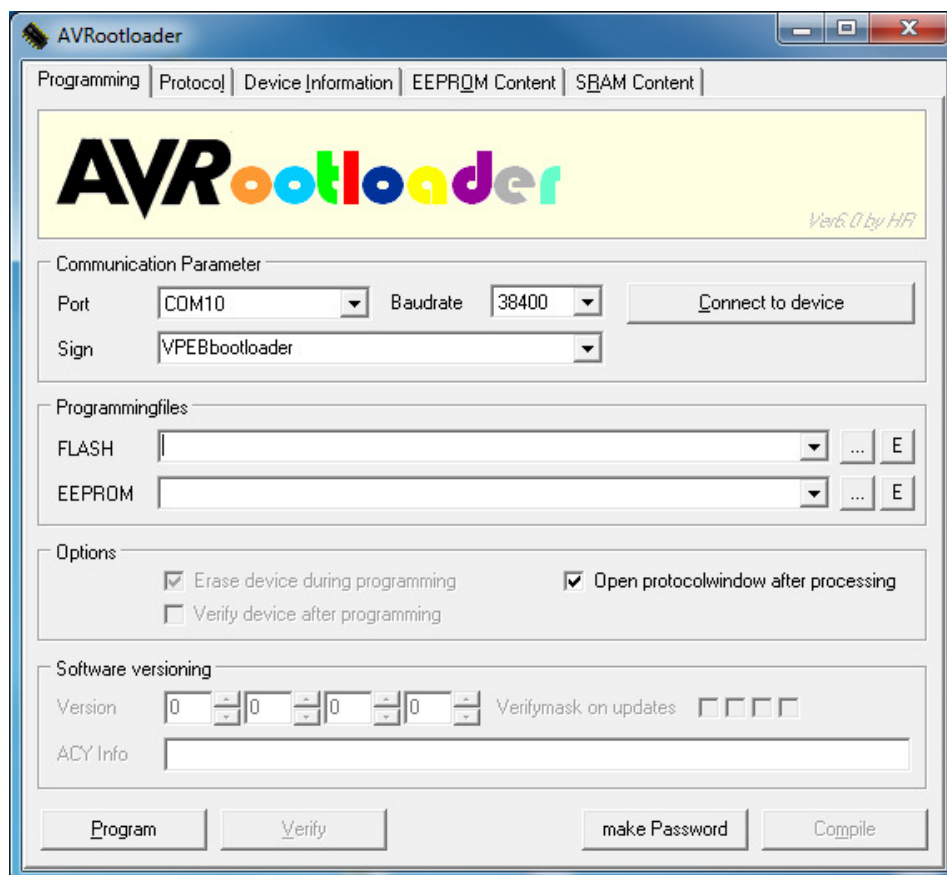 AVRootloader
Programming Protocol Device Information EEPROM Content SRAM Content
AVRootloader
Ver6.0 by HR
Communication Parameter
Port COM10 Baudrate 38400 Connect to device
Sign VPEBbootloader
Programmingfiles
FLASH ... E
EEPROM ... E
Options
Erase device during programming Open protocolwindow after processing
Verify device after programming
Software versioning
Version 0 0 0 0 Verifymask on updates
ACY Info
Program Verify make Password Compile